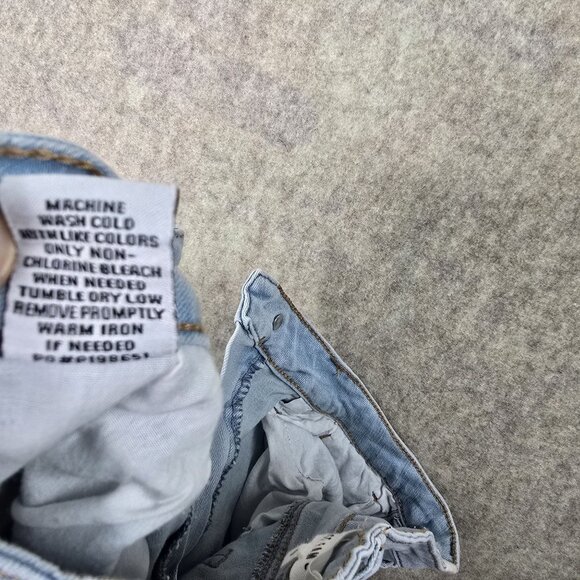 MACHINE
WASH COLD
WITH LIKE COLORS
ONLY NON-
CHLORINE BLEACH
WHEN NEEDED
TUMBLE DRY LOW
REMOVE PROMPTLY
WARM IRON
IF NEEDED